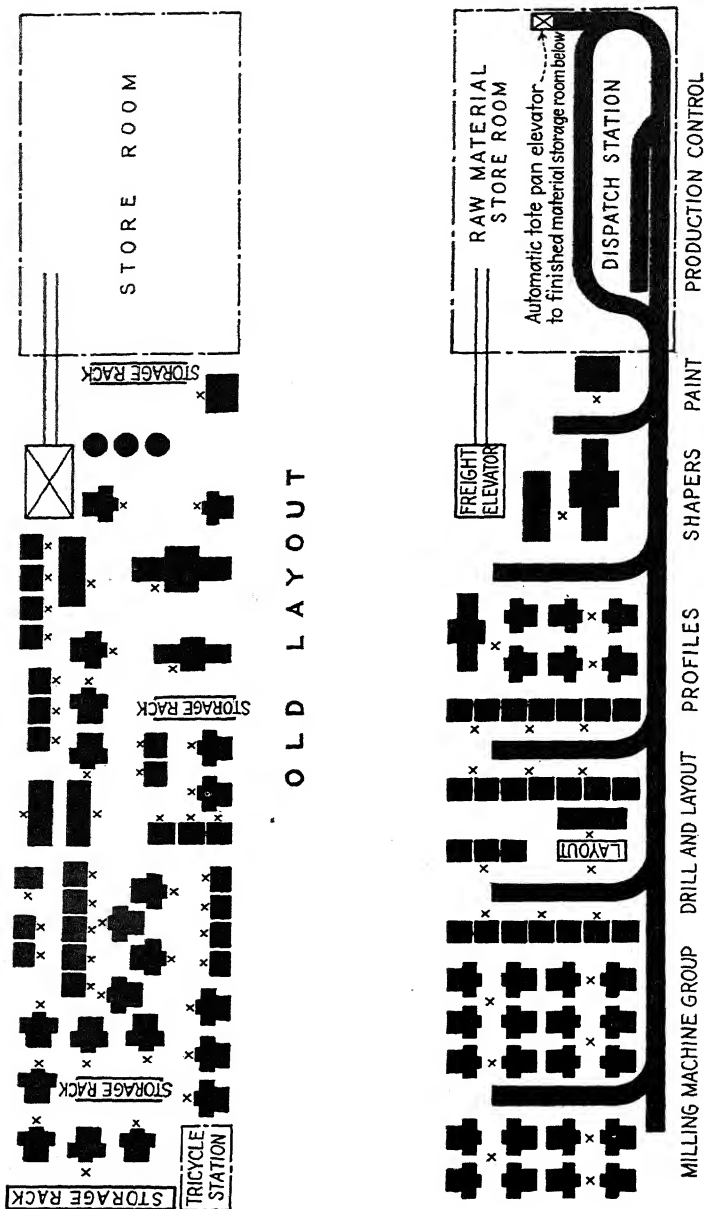 STORE ROOM
STORAGE RACK
STORAGE RACK
STORAGE RACK
STORAGE RACK
TRICYCLE
STATION
OLD LAYOUT
RAW MATERIAL
STORE ROOM
Automatic tote pan elevator
to finished material storage room below
DISPATCH STATION
FREIGHT
ELEVATOR
LAYOUT
MILLING MACHINE GROUP
DRILL AND LAYOUT
PROFILES
SHAPERS
PAINT
PRODUCTION CONTROL